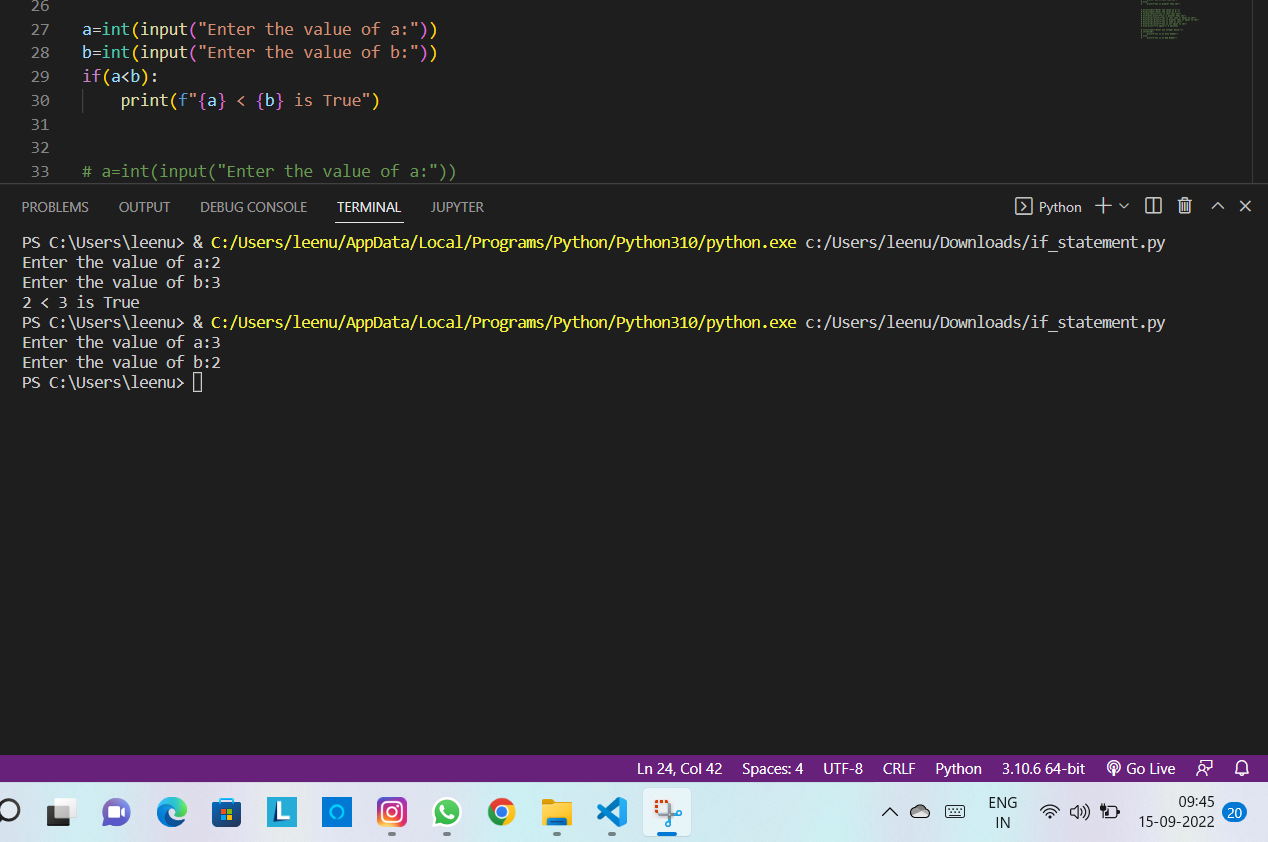 26
27 a=int(input("Enter the value of a:"))
28 b=int(input("Enter the value of b:"))
29 if(a<b):
30     print(f"{a} < {b} is True")
31
32
33 # a=int(input("Enter the value of a:"))
PROBLEMS OUTPUT DEBUG CONSOLE TERMINAL JUPYTER Python
PS C:\Users\leenu> & C:/Users/leenu/AppData/Local/Programs/Python/Python310/python.exe c:/Users/leenu/Downloads/if_statement.py
Enter the value of a:2
Enter the value of b:3
2 < 3 is True
PS C:\Users\leenu> & C:/Users/leenu/AppData/Local/Programs/Python/Python310/python.exe c:/Users/leenu/Downloads/if_statement.py
Enter the value of a:3
Enter the value of b:2
PS C:\Users\leenu>
Ln 24, Col 42 Spaces: 4 UTF-8 CRLF Python 3.10.6 64-bit Go Live
L
ENG 09:45
IN 15-09-2022 20